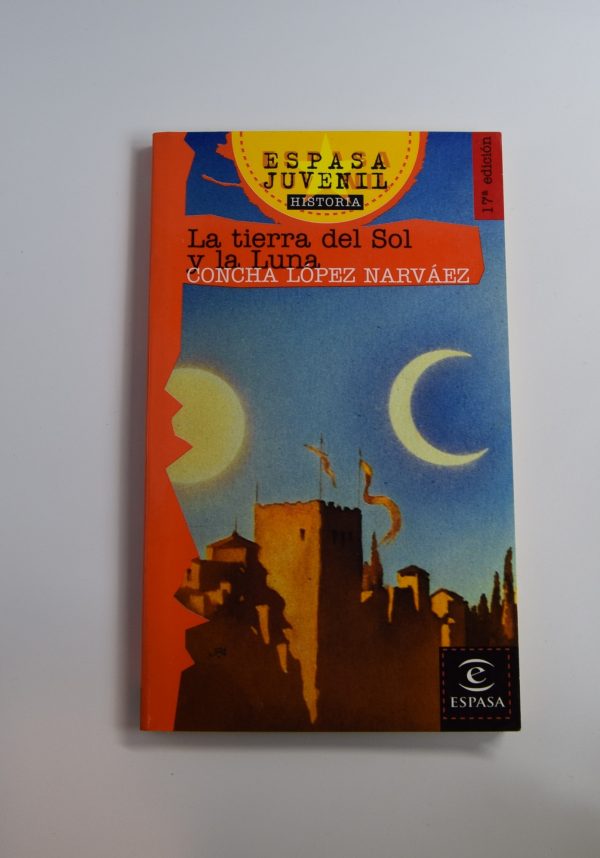 ESPASA
JUVENIL
HISTORIA
17ª edición
La tierra del Sol
y la Luna
CONCHA LÓPEZ NARVÁEZ
e
ESPASA